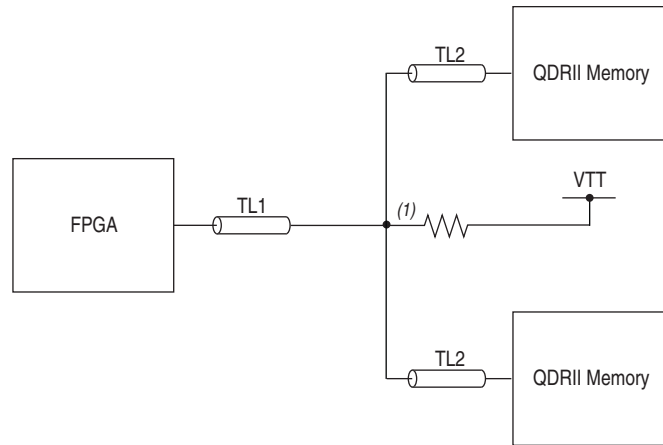 TL2
QDRII Memory
VTT
FPGA
TL1
(1)
TL2
QDRII Memory